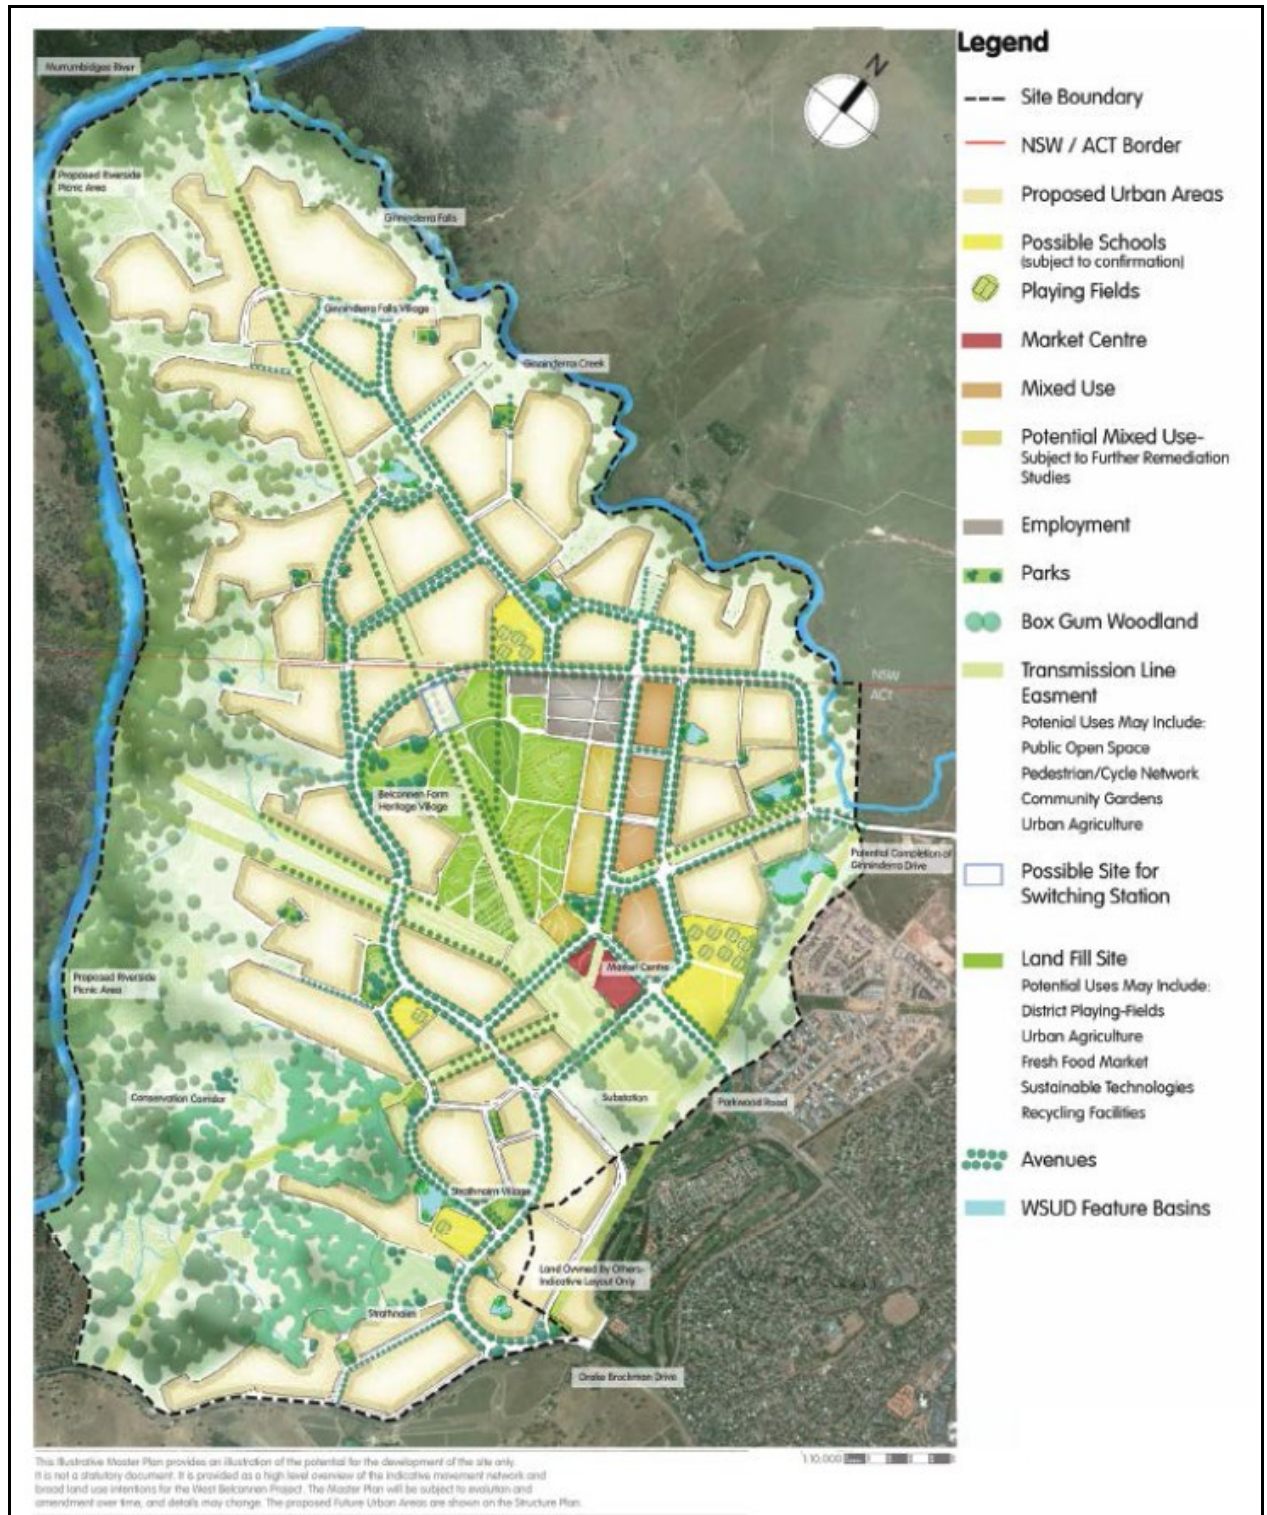 Legend
Murrumbidgee River
N
Site Boundary
NSW / ACT Border
Proposed Riverside
Picnic Area
Proposed Urban Areas
Ginninderra Falls
Possible Schools
(subject to confirmation)
Playing Fields
Ginninderra Falls Village
Market Centre
Ginninderra Creek
Mixed Use
Potential Mixed Use-
Subject to Further Remediation
Studies
Employment
Parks
Box Gum Woodland
NSW
ACT
Transmission Line
Easment
Potenial Uses May Include:
Public Open Space
Pedestrian/Cycle Network
Community Gardens
Urban Agriculture
Belconnen Farm
Heritage Village
Potential Completion of
Ginninderra Drive
Possible Site for
Switching Station
Market Centre
Proposed Riverside
Picnic Area
Land Fill Site
Potential Uses May Include:
District Playing-Fields
Urban Agriculture
Fresh Food Market
Sustainable Technologies
Recycling Facilities
Conservation Corridor
Substation
Parkwood Road
Avenues
Strathnairn Village
WSUD Feature Basins
Land Owned By Others-
Indicative Layout Only
Strathnairn
Drake Brockman Drive
This Illustrative Master Plan provides an illustration of the potential for the development of the site only.
It is not a statutory document. It is provided as a high level overview of the indicative movement network and
broad land use intentions for the West Belconnen Project. The Master Plan will be subject to evolution and
amendment over time, and details may change. The proposed Future Urban Areas are shown on the Structure Plan.
1:10,000